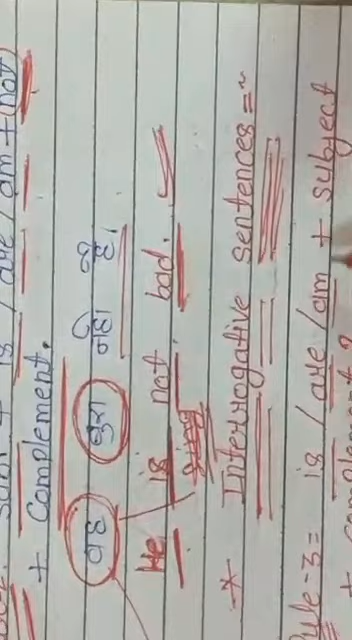 is / are / am + (not)
+ Complement.
वह बुरा नहीं है।
He is not bad.
* Interrogative sentences =~
Rule-3= is / are / am + subject
+ complement ?